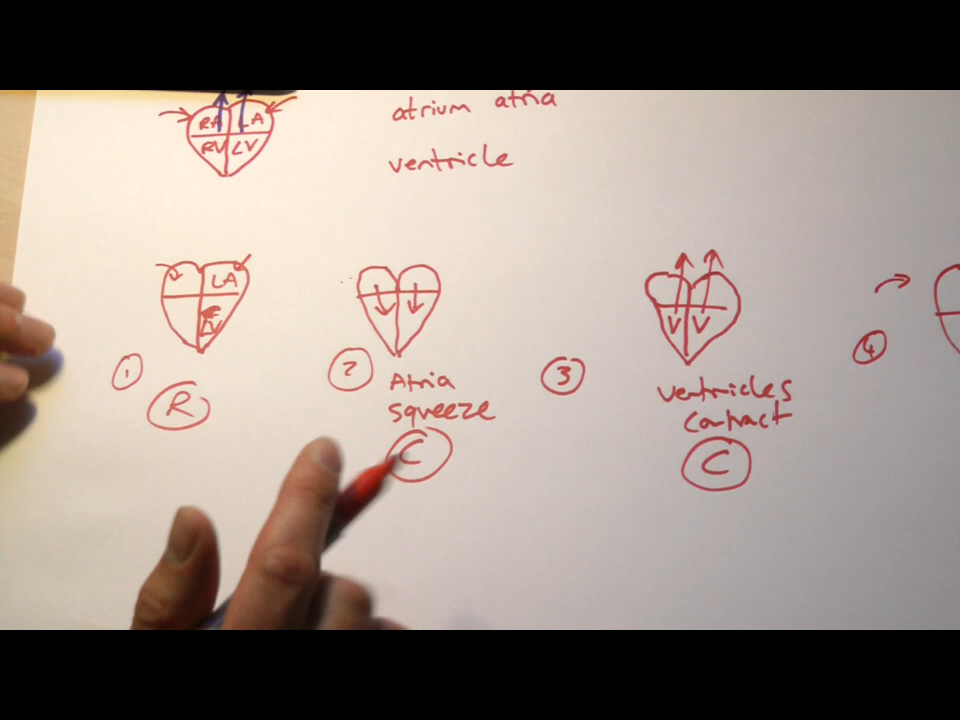 RA LA
RV LV
atrium atria
ventricle
LA
LV
1
R
2
Atria
squeeze
C
3
V V
ventricles
contract
C
4